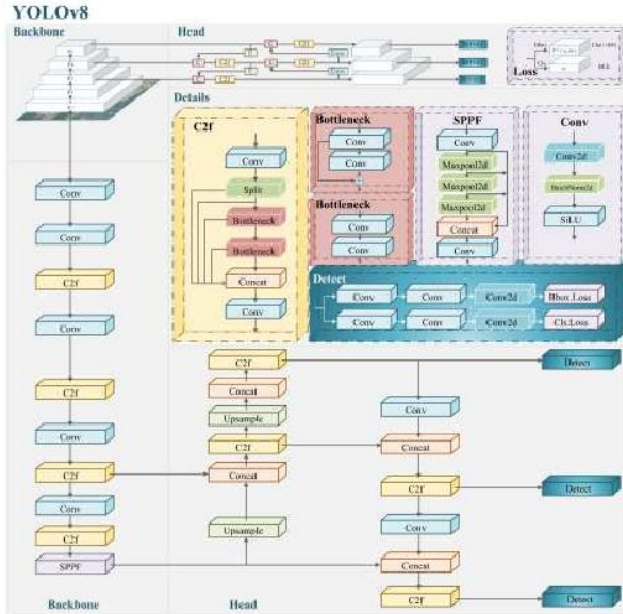 YOLOv8
Backbone
Head
Loss
Details
C2f
Conv
Split
Bottleneck
Bottleneck
Concat
Conv
Bottleneck
Conv
Conv
Bottleneck
Conv
Conv
SPPF
Conv
Maxpool2d
Maxpool2d
Maxpool2d
Concat
Conv
Conv
Conv2d
BatchNorm2d
SiLU
Detect
Conv
Conv
Conv2d
Bbox.Loss
Conv
Conv
Conv2d
Cls.Loss
Conv
Conv
C2f
Conv
C2f
Conv
C2f
Conv
C2f
SPPF
Backbone
C2f
Concat
Upsample
C2f
Concat
Upsample
Head
Conv
Concat
C2f
Conv
Concat
C2f
Detect
Detect
Detect